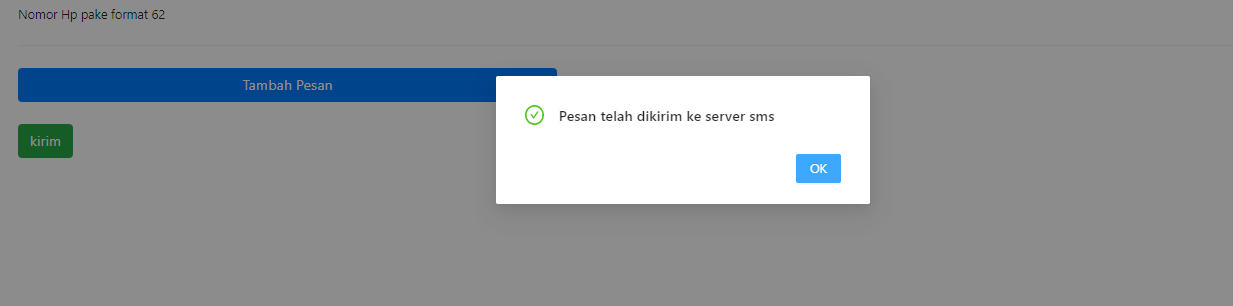 Nomor Hp pake format 62
Tambah Pesan
Pesan telah dikirim ke server sms
kirim
OK